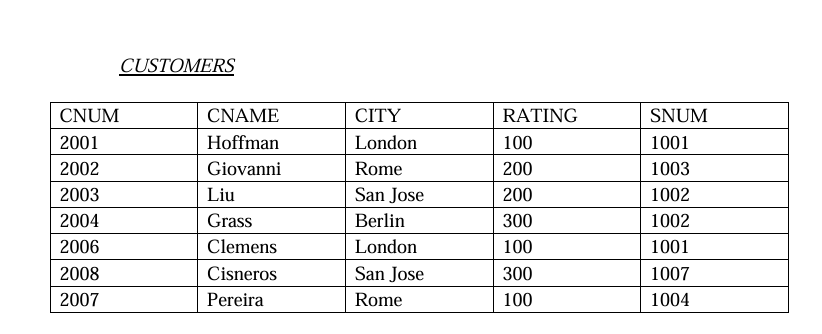 CUSTOMERS
CNUM CNAME CITY RATING SNUM
2001 Hoffman London 100 1001
2002 Giovanni Rome 200 1003
2003 Liu San Jose 200 1002
2004 Grass Berlin 300 1002
2006 Clemens London 100 1001
2008 Cisneros San Jose 300 1007
2007 Pereira Rome 100 1004